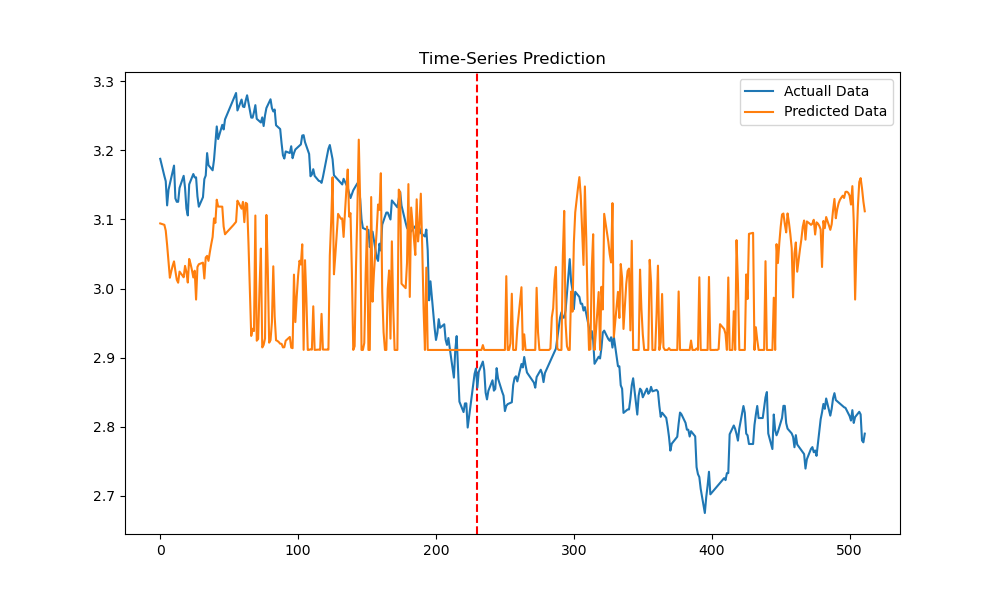 Time-Series Prediction
Actuall Data
Predicted Data
3.3
3.2
3.1
3.0
2.9
2.8
2.7
0 100 200 300 400 500